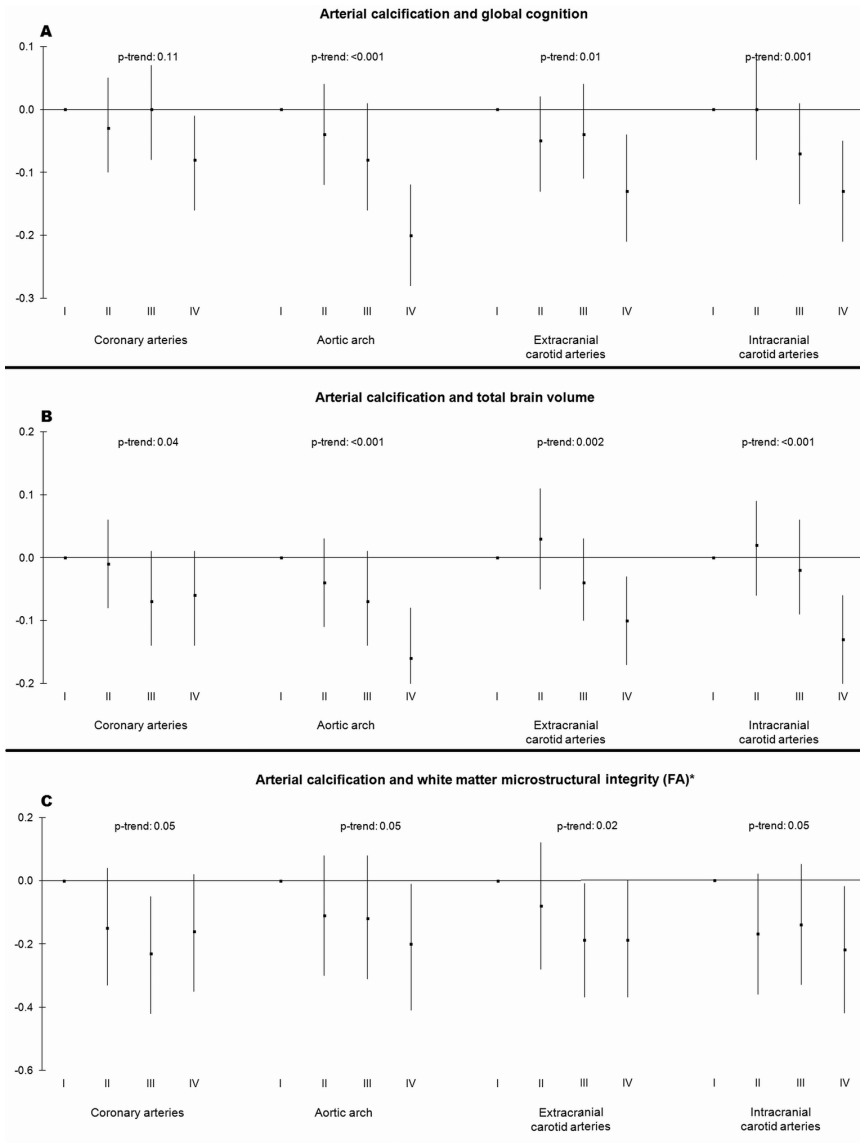 Arterial calcification and global cognition
A
p-trend: 0.11 p-trend: <0.001 p-trend: 0.01 p-trend: 0.001
0.1
0.0
-0.1
-0.2
-0.3
I II III IV I II III IV I II III IV I II III IV
Coronary arteries Aortic arch Extracranial carotid arteries Intracranial carotid arteries
Arterial calcification and total brain volume
B
p-trend: 0.04 p-trend: <0.001 p-trend: 0.002 p-trend: <0.001
0.2
0.1
0.0
-0.1
-0.2
I II III IV I II III IV I II III IV I II III IV
Coronary arteries Aortic arch Extracranial carotid arteries Intracranial carotid arteries
Arterial calcification and white matter microstructural integrity (FA)*
C
p-trend: 0.05 p-trend: 0.05 p-trend: 0.02 p-trend: 0.05
0.2
0.0
-0.2
-0.4
-0.6
I II III IV I II III IV I II III IV I II III IV
Coronary arteries Aortic arch Extracranial carotid arteries Intracranial carotid arteries